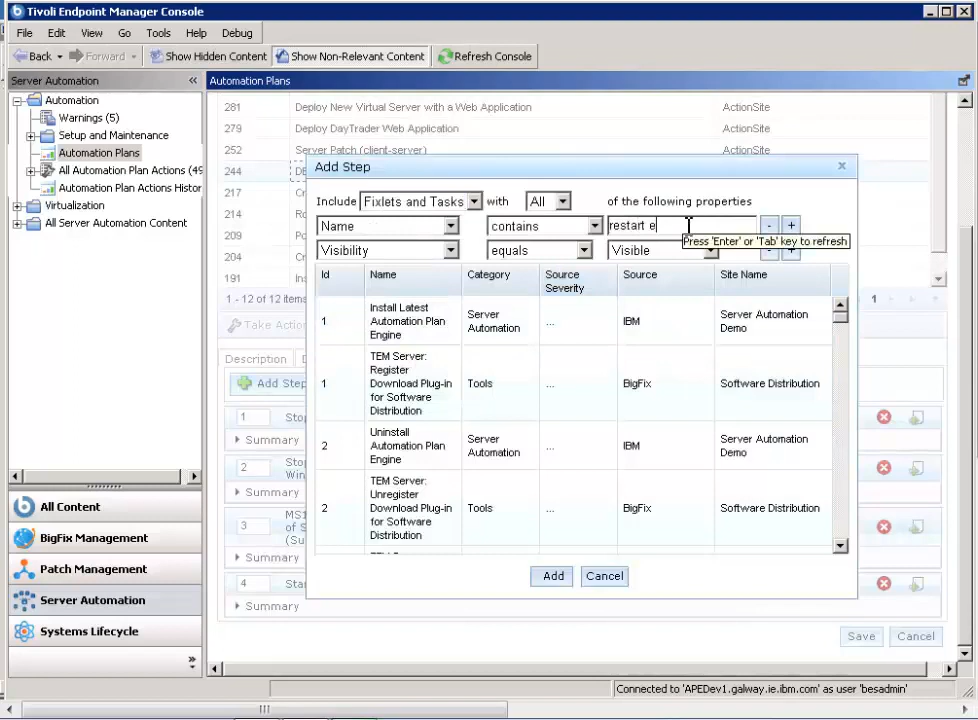 Tivoli Endpoint Manager Console
File Edit View Go Tools Help Debug
Back Forward Show Hidden Content Show Non-Relevant Content Refresh Console
Server Automation «
Automation
Warnings (5)
Setup and Maintenance
Automation Plans
All Automation Plan Actions (49
Automation Plan Actions Histor
Virtualization
All Server Automation Content
All Content
BigFix Management
Patch Management
Server Automation
Systems Lifecycle
»
Automation Plans
281 Deploy New Virtual Server with a Web Application ActionSite
279 Deploy DayTrader Web Application ActionSite
252 Server Patch (client-server) ActionSite
244
217
214
209
204
191
1 - 12 of 12 items
1
Take Actio
Description
Add Step
1 Stop
Summary
2 Stop
Win
Summary
3 MS1
of S
(Su
Summary
4 Star
Summary
Save Cancel
Add Step x
Include Fixlets and Tasks with All of the following properties
Name contains restart e - +
Press 'Enter' or 'Tab' key to refresh
Visibility equals Visible - +
Id Name Category Source Severity Source Site Name
1 Install Latest Automation Plan Engine Server Automation ... IBM Server Automation Demo
1 TEM Server: Register Download Plug-in for Software Distribution Tools ... BigFix Software Distribution
2 Uninstall Automation Plan Engine Server Automation ... IBM Server Automation Demo
2 TEM Server: Unregister Download Plug-in for Software Distribution Tools ... BigFix Software Distribution
Add Cancel
Connected to 'APEDev1.galway.ie.ibm.com' as user 'besadmin'